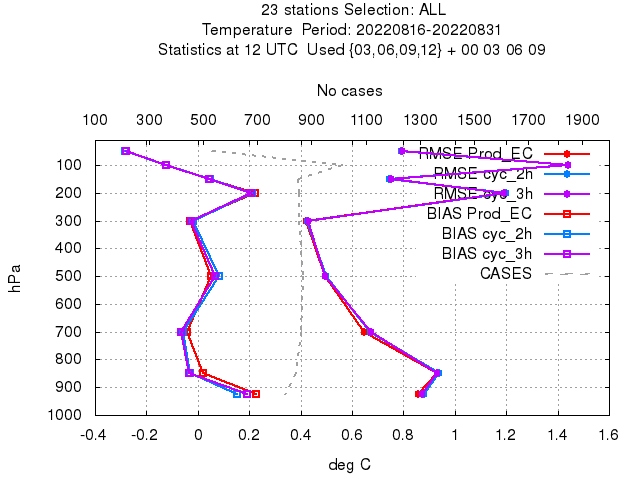 23 stations Selection: ALL
Temperature  Period: 20220816-20220831
Statistics at 12 UTC  Used {03,06,09,12} + 00 03 06 09
No cases
100 200 300 400 500 600 700 800 900 1000
hPa
100 300 500 700 900 1100 1300 1500 1700 1900
RMSE Prod_EC
RMSE cyc_2h
RMSE cyc_3h
BIAS Prod_EC
BIAS cyc_2h
BIAS cyc_3h
CASES
-0.4 -0.2 0 0.2 0.4 0.6 0.8 1 1.2 1.4 1.6
deg C